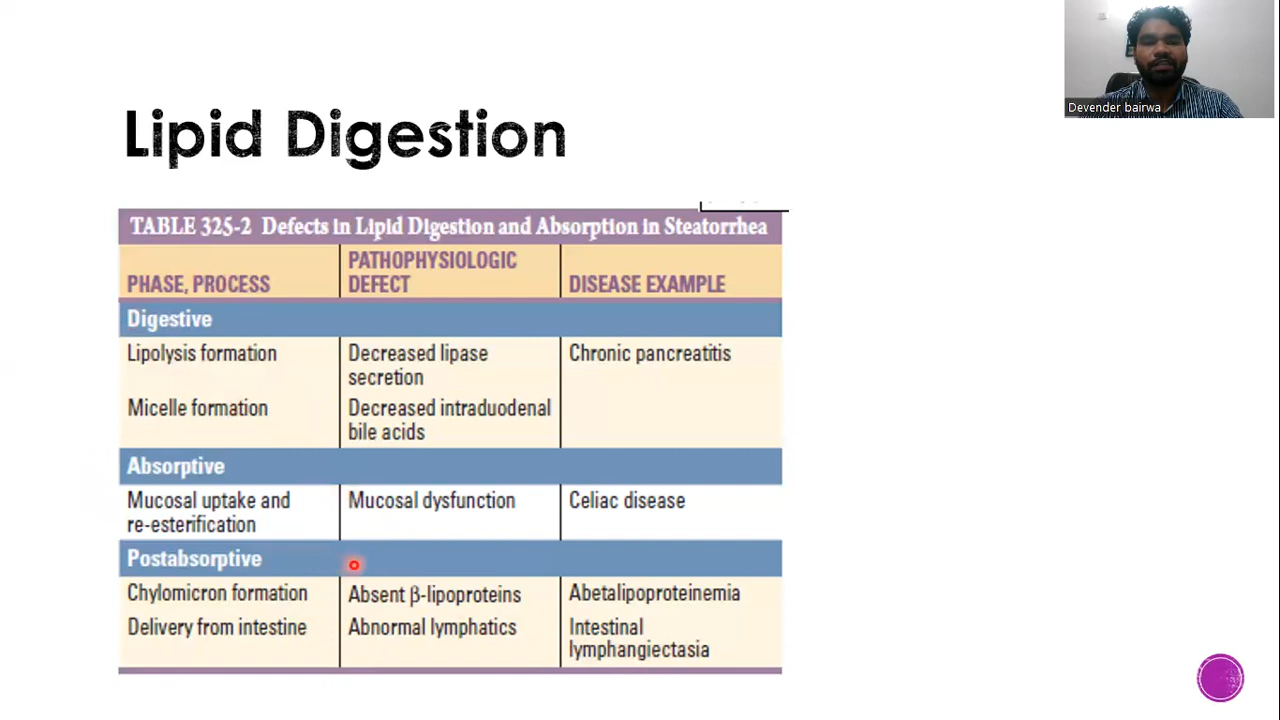 Devender bairwa
Lipid Digestion
TABLE 325-2 Defects in Lipid Digestion and Absorption in Steatorrhea
PHASE, PROCESS
PATHOPHYSIOLOGIC
DEFECT
DISEASE EXAMPLE
Digestive
Lipolysis formation
Decreased lipase
secretion
Chronic pancreatitis
Micelle formation
Decreased intraduodenal
bile acids
Absorptive
Mucosal uptake and
re-esterification
Mucosal dysfunction
Celiac disease
Postabsorptive
Chylomicron formation
Absent β-lipoproteins
Abetalipoproteinemia
Delivery from intestine
Abnormal lymphatics
Intestinal
lymphangiectasia